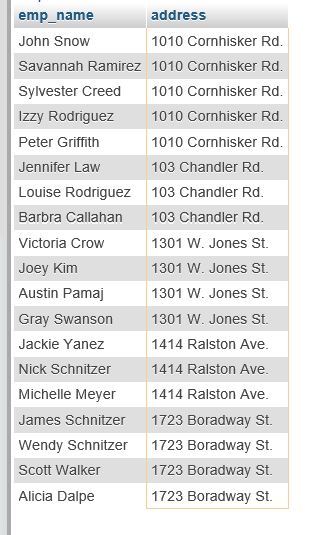 emp_name address
John Snow 1010 Cornhisker Rd.
Savannah Ramirez 1010 Cornhisker Rd.
Sylvester Creed 1010 Cornhisker Rd.
Izzy Rodriguez 1010 Cornhisker Rd.
Peter Griffith 1010 Cornhisker Rd.
Jennifer Law 103 Chandler Rd.
Louise Rodriguez 103 Chandler Rd.
Barbra Callahan 103 Chandler Rd.
Victoria Crow 1301 W. Jones St.
Joey Kim 1301 W. Jones St.
Austin Pamaj 1301 W. Jones St.
Gray Swanson 1301 W. Jones St.
Jackie Yanez 1414 Ralston Ave.
Nick Schnitzer 1414 Ralston Ave.
Michelle Meyer 1414 Ralston Ave.
James Schnitzer 1723 Boradway St.
Wendy Schnitzer 1723 Boradway St.
Scott Walker 1723 Boradway St.
Alicia Dalpe 1723 Boradway St.